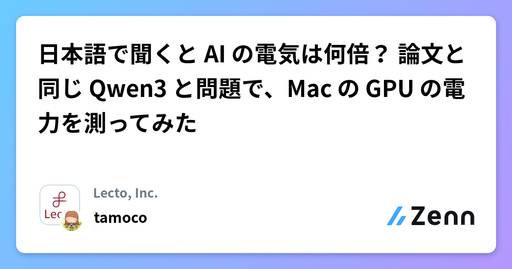 日本語で聞くと AI の電気は何倍？ 論文と
同じ Qwen3 と問題で、Mac の GPU の電
力を測ってみた
Lecto, Inc.
Lec
tamoco
Zenn